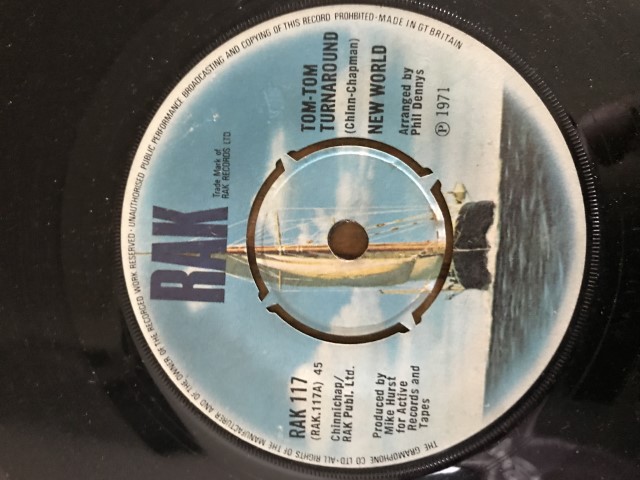 THE GRAMOPHONE CO LTD·ALL RIGHTS OF THE MANUFACTURER AND OF THE OWNER OF THE RECORDED WORK RESERVED·UNAUTHORISED PUBLIC PERFORMANCE BROADCASTING AND COPYING OF THIS RECORD PROHIBITED·MADE IN GT BRITAIN
RAK
Trade Mark of
RAK RECORDS LTD
RAK 117
(RAK.117A) 45
Chinnichap/
RAK Publ. Ltd.
Produced by
Mike Hurst
for Active
Records and
Tapes
TOM-TOM
TURNAROUND
(Chinn-Chapman)
NEW WORLD
Arranged by
Phil Dennys
Ⓟ 1971